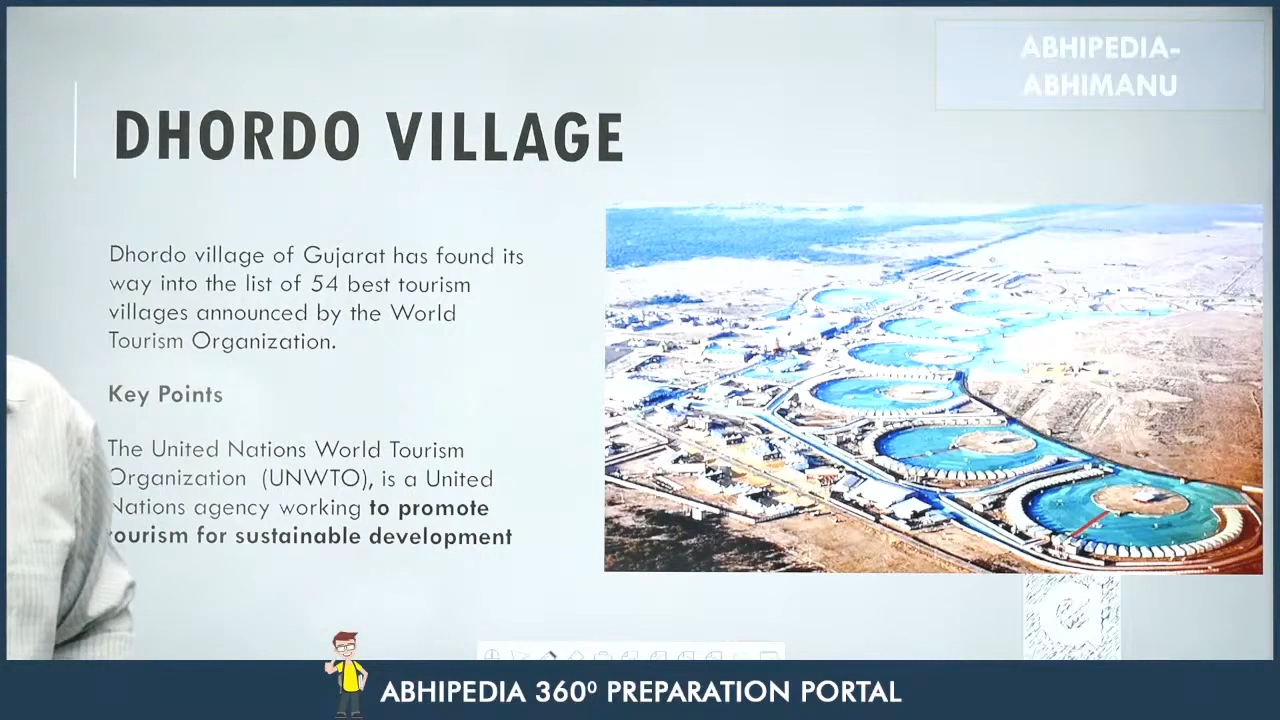 ABHIPEDIA-
ABHIMANU
DHORDO VILLAGE
Dhordo village of Gujarat has found its
way into the list of 54 best tourism
villages announced by the World
Tourism Organization.
Key Points
The United Nations World Tourism
Organization (UNWTO), is a United
Nations agency working to promote
tourism for sustainable development
a
ABHIPEDIA 360⁰ PREPARATION PORTAL